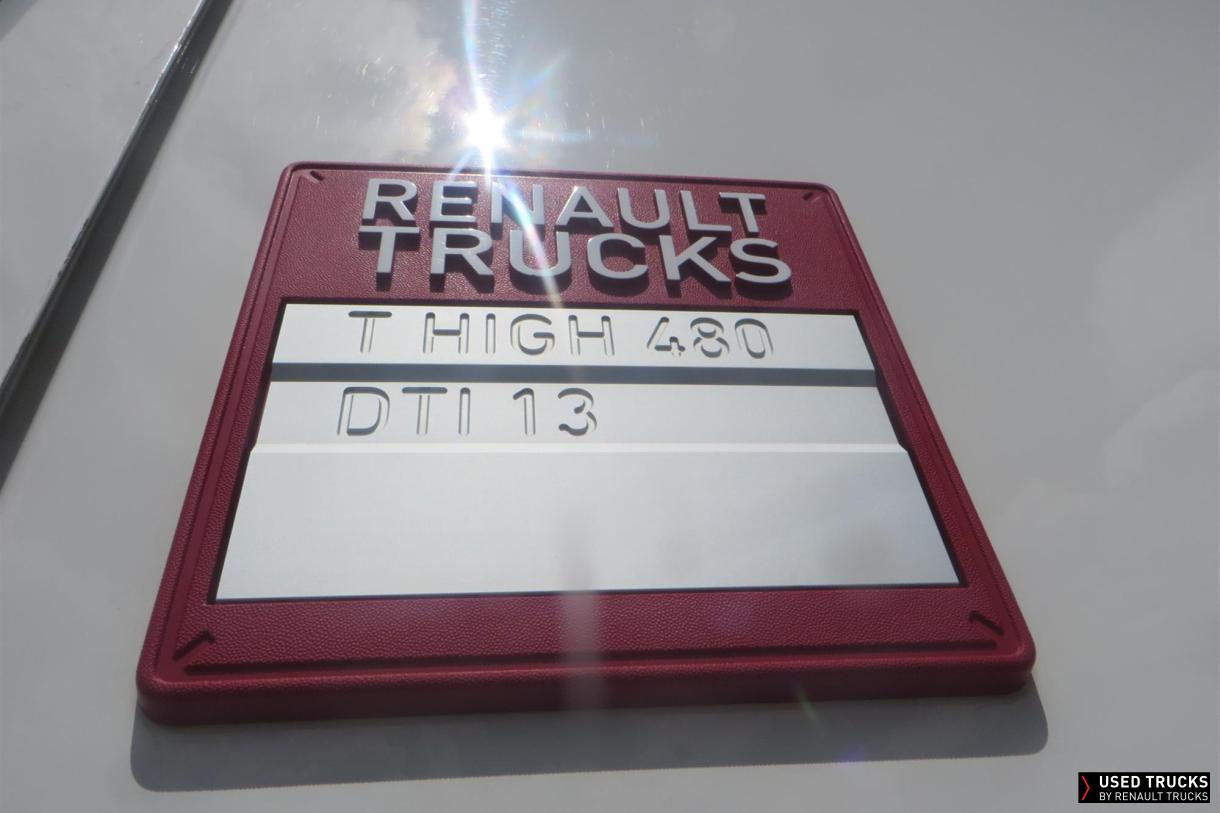 RENAULT
TRUCKS
T HIGH 480
DTI 13
USED TRUCKS
BY RENAULT TRUCKS